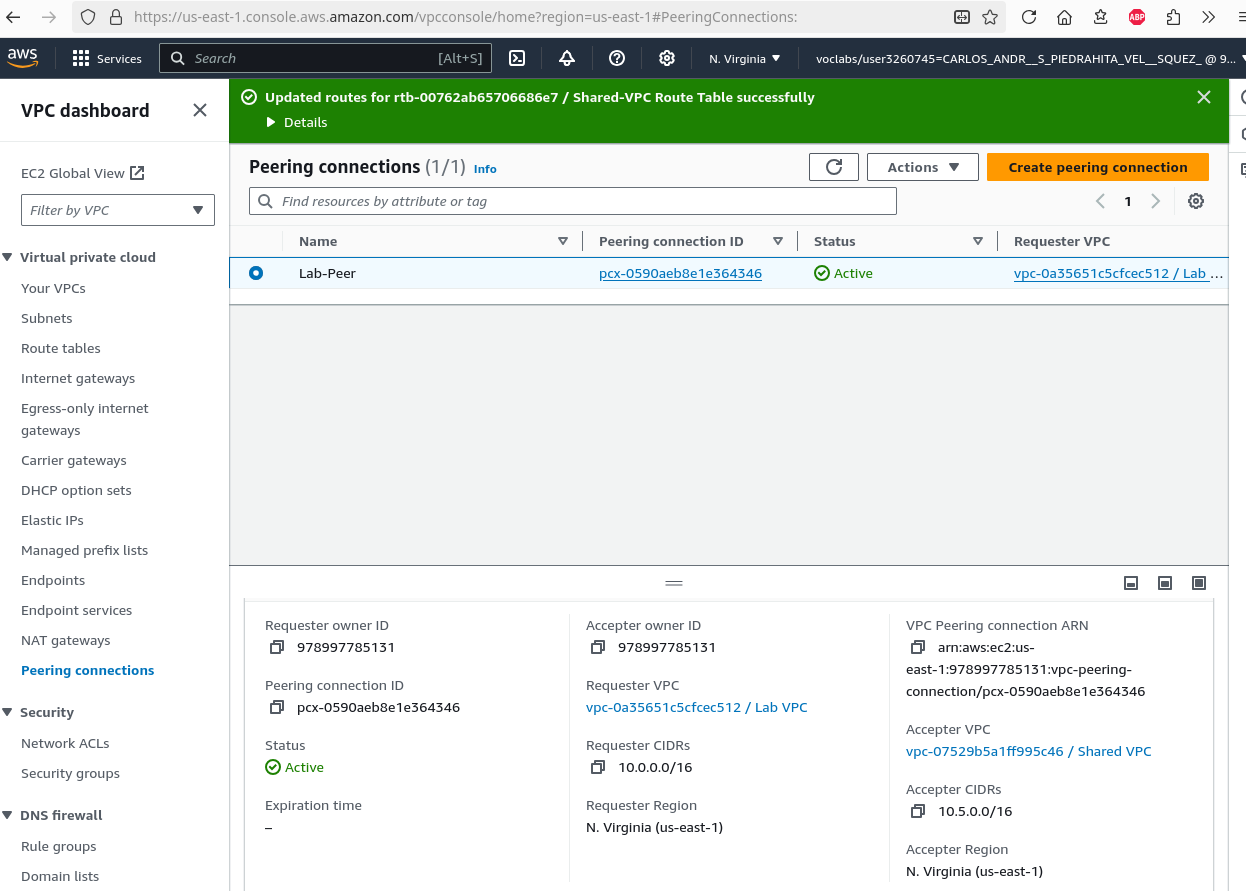 https://us-east-1.console.aws.amazon.com/vpcconsole/home?region=us-east-1#PeeringConnections:
ABP
aws
Services
Search
[Alt+S]
N. Virginia
voclabs/user3260745=CARLOS_ANDR__S_PIEDRAHITA_VEL__SQUEZ_ @ 9...
VPC dashboard
EC2 Global View
Filter by VPC
Virtual private cloud
Your VPCs
Subnets
Route tables
Internet gateways
Egress-only internet
gateways
Carrier gateways
DHCP option sets
Elastic IPs
Managed prefix lists
Endpoints
Endpoint services
NAT gateways
Peering connections
Security
Network ACLs
Security groups
DNS firewall
Rule groups
Domain lists
Updated routes for rtb-00762ab65706686e7 / Shared-VPC Route Table successfully
Details
Peering connections (1/1) Info
Actions
Create peering connection
Find resources by attribute or tag
1
Name
Peering connection ID
Status
Requester VPC
Lab-Peer
pcx-0590aeb8e1e364346
Active
vpc-0a35651c5cfcec512 / Lab ...
Requester owner ID
978997785131
Peering connection ID
pcx-0590aeb8e1e364346
Status
Active
Expiration time
–
Accepter owner ID
978997785131
Requester VPC
vpc-0a35651c5cfcec512 / Lab VPC
Requester CIDRs
10.0.0.0/16
Requester Region
N. Virginia (us-east-1)
VPC Peering connection ARN
arn:aws:ec2:us-
east-1:978997785131:vpc-peering-
connection/pcx-0590aeb8e1e364346
Accepter VPC
vpc-07529b5a1ff995c46 / Shared VPC
Accepter CIDRs
10.5.0.0/16
Accepter Region
N. Virginia (us-east-1)